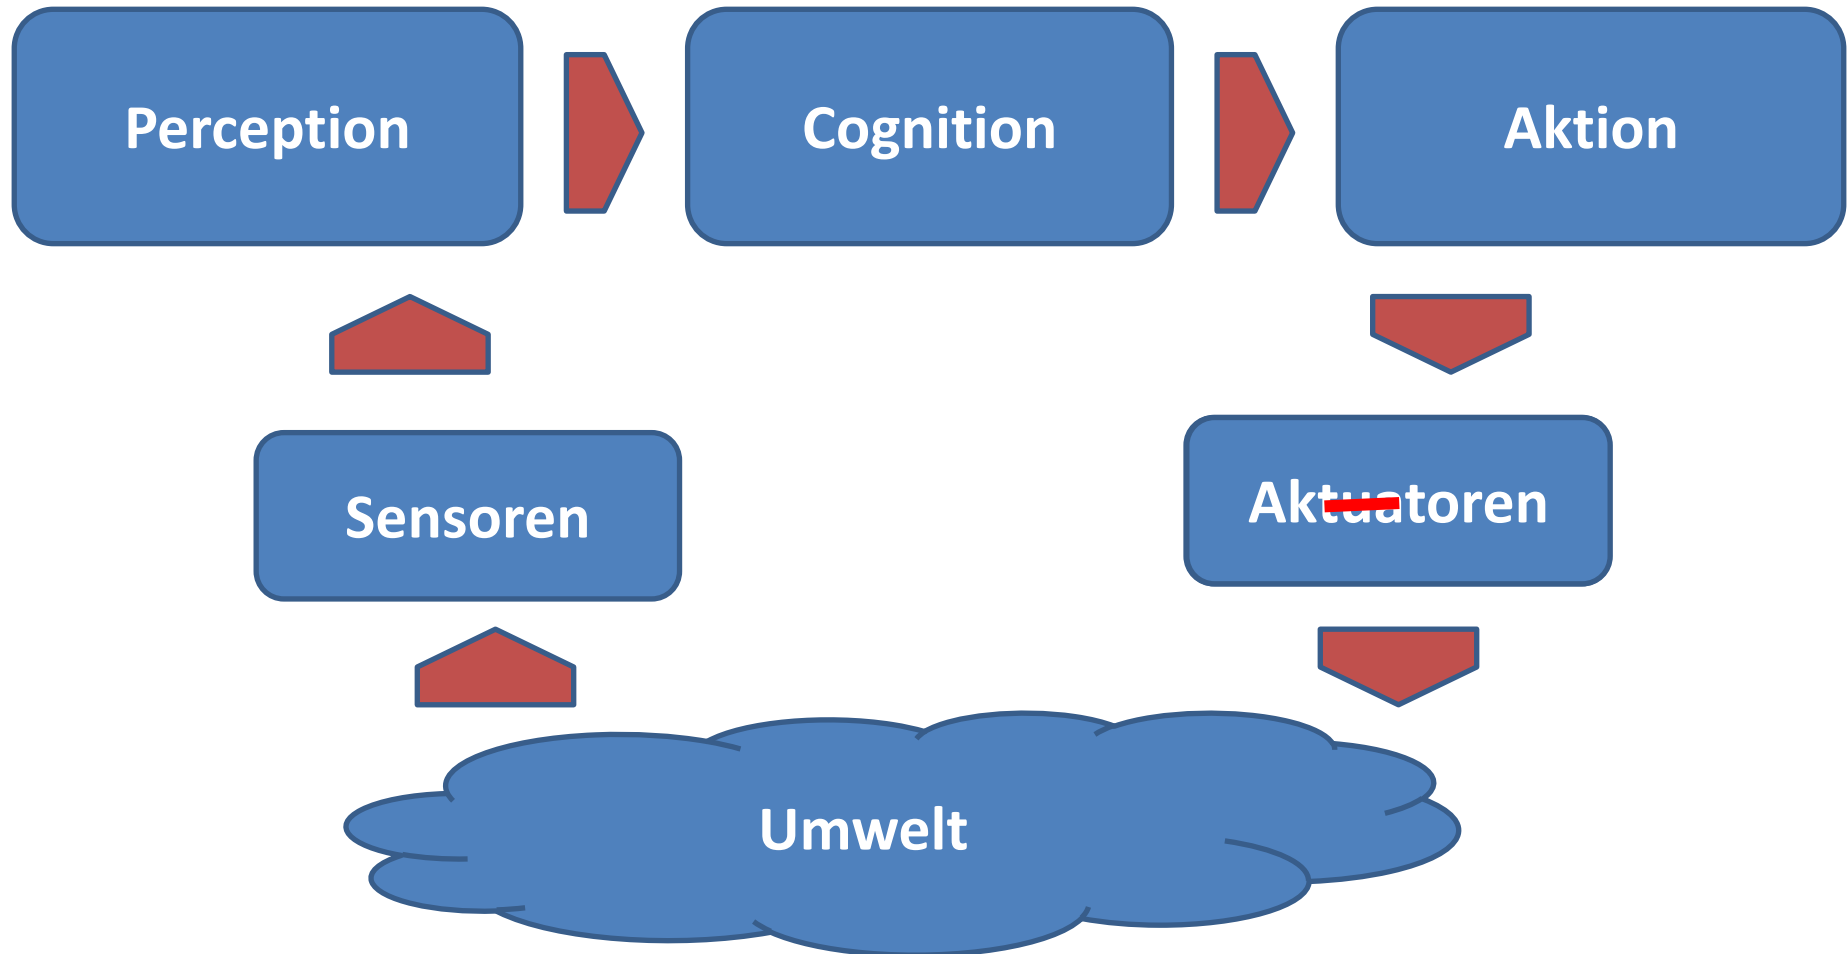 Perception
Cognition
Aktion
Sensoren
Aktuatoren
Umwelt